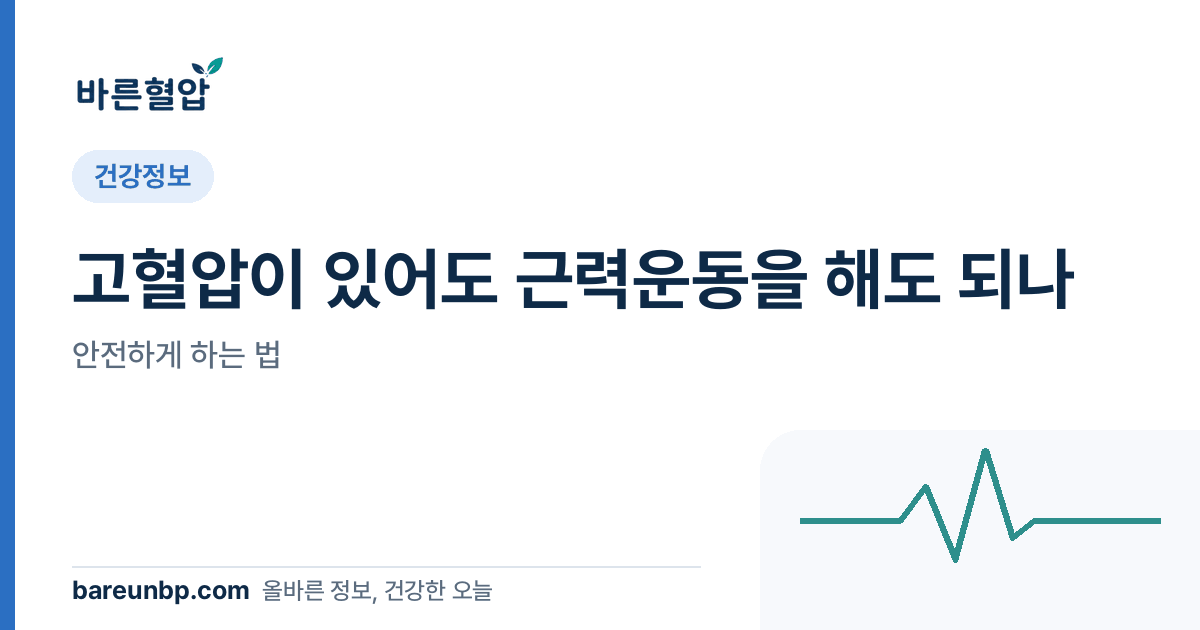 바른혈압
건강정보
고혈압이 있어도 근력운동을 해도 되나
안전하게 하는 법
bareunbp.com 올바른 정보, 건강한 오늘